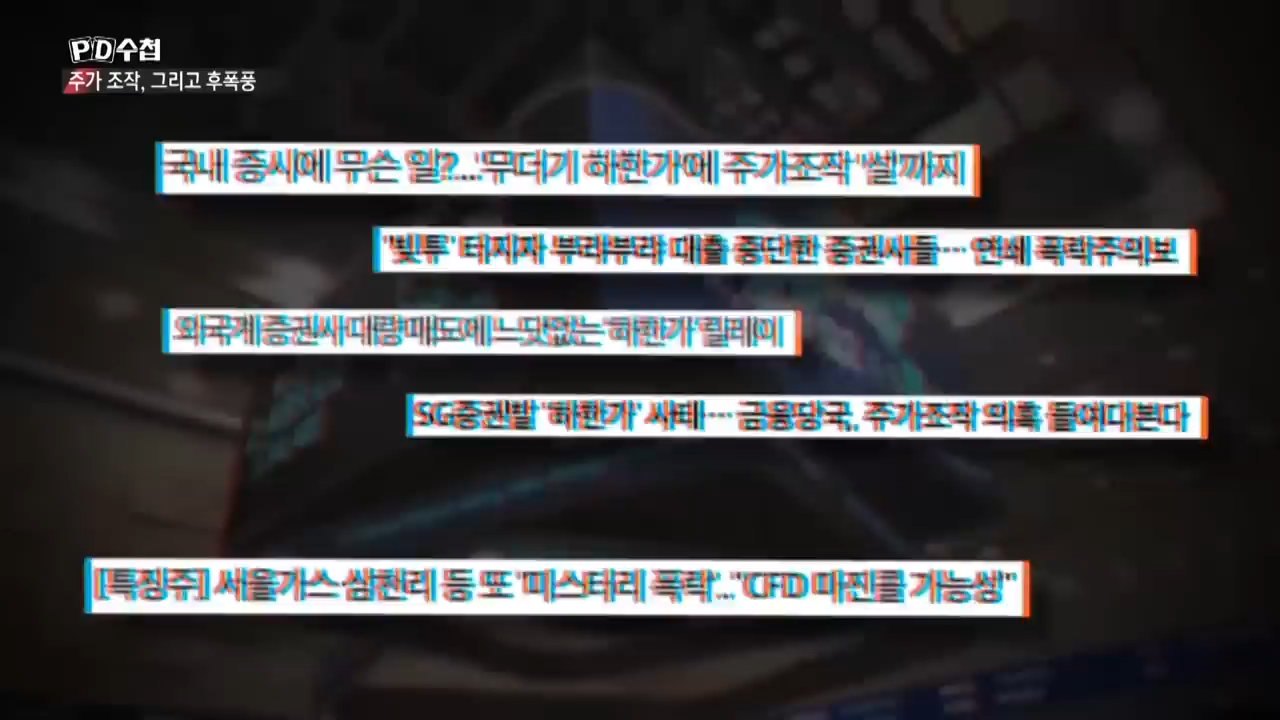 PD수첩
주가 조작, 그리고 후폭풍
국내 증시에 무슨 일?...'무더기 하한가'에 주가조작 '설'까지
'빚투' 터지자 부랴부랴 대출 중단한 증권사들… 연쇄 폭락주의보
외국계 증권사 대량 매도에 느닷없는 '하한가' 릴레이
SG증권발 '하한가' 사태… 금융당국, 주가조작 의혹 들여다본다
[특징주] 서울가스·삼천리 등 또 '미스터리 폭락'..."CFD 마진콜 가능성"